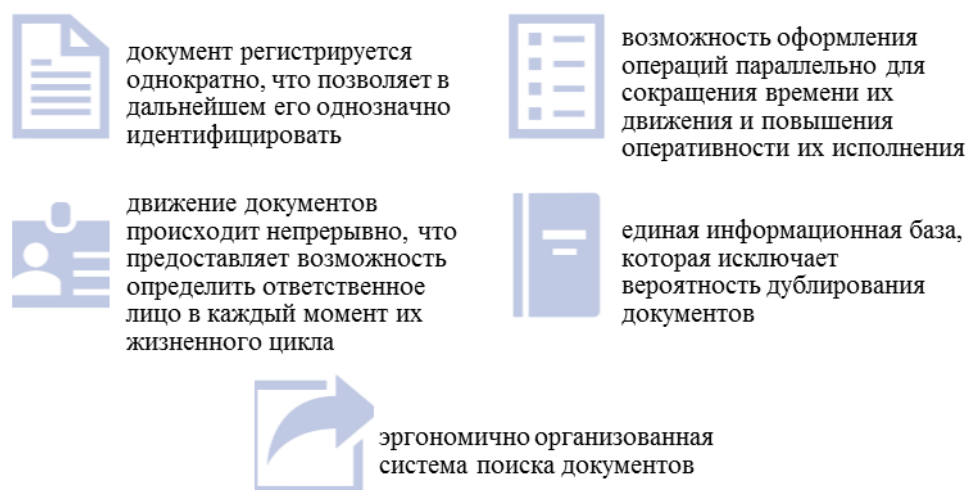 документ регистрируется
однократно, что позволяет в
дальнейшем его однозначно
идентифицировать
возможность оформления
операций параллельно для
сокращения времени их
движения и повышения
оперативности их исполнения
движение документов
происходит непрерывно, что
предоставляет возможность
определить ответственное
лицо в каждый момент их
жизненного цикла
единая информационная база,
которая исключает
вероятность дублирования
документов
эргономично организованная
система поиска документов